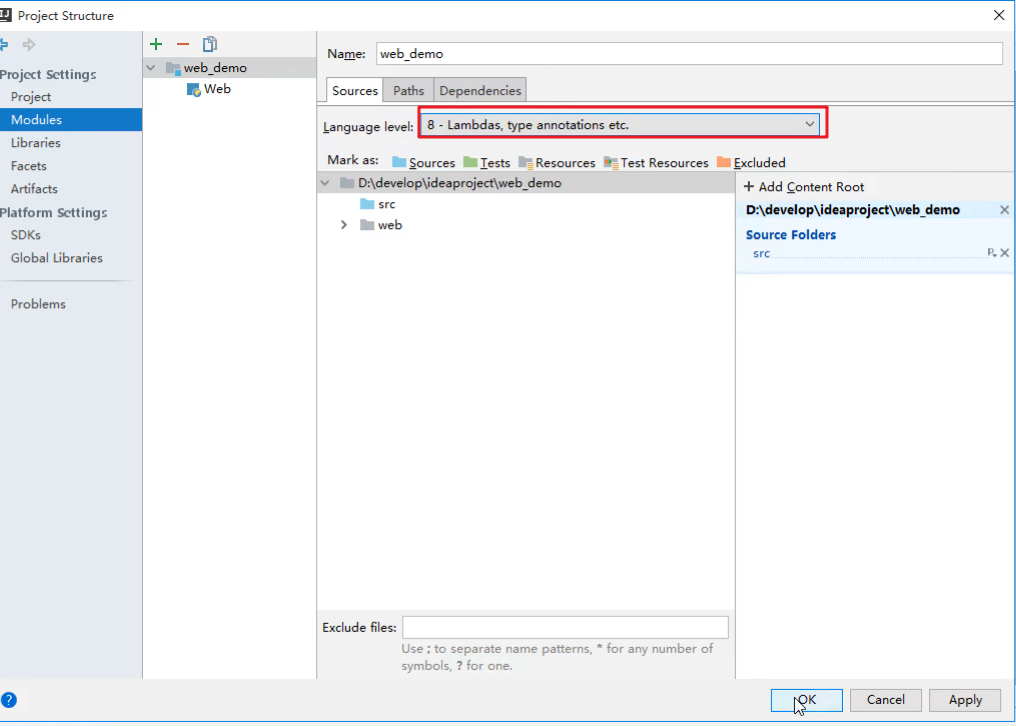 Project Structure
Project Settings
Project
Modules
Libraries
Facets
Artifacts
Platform Settings
SDKs
Global Libraries
Problems
web_demo
Web
Name: web_demo
Sources Paths Dependencies
Language level: 8 - Lambdas, type annotations etc.
Mark as: Sources Tests Resources Test Resources Excluded
D:\develop\ideaproject\web_demo
src
web
+ Add Content Root
D:\develop\ideaproject\web_demo
Source Folders
src
Exclude files:
Use ; to separate name patterns, * for any number of
symbols, ? for one.
? OK Cancel Apply